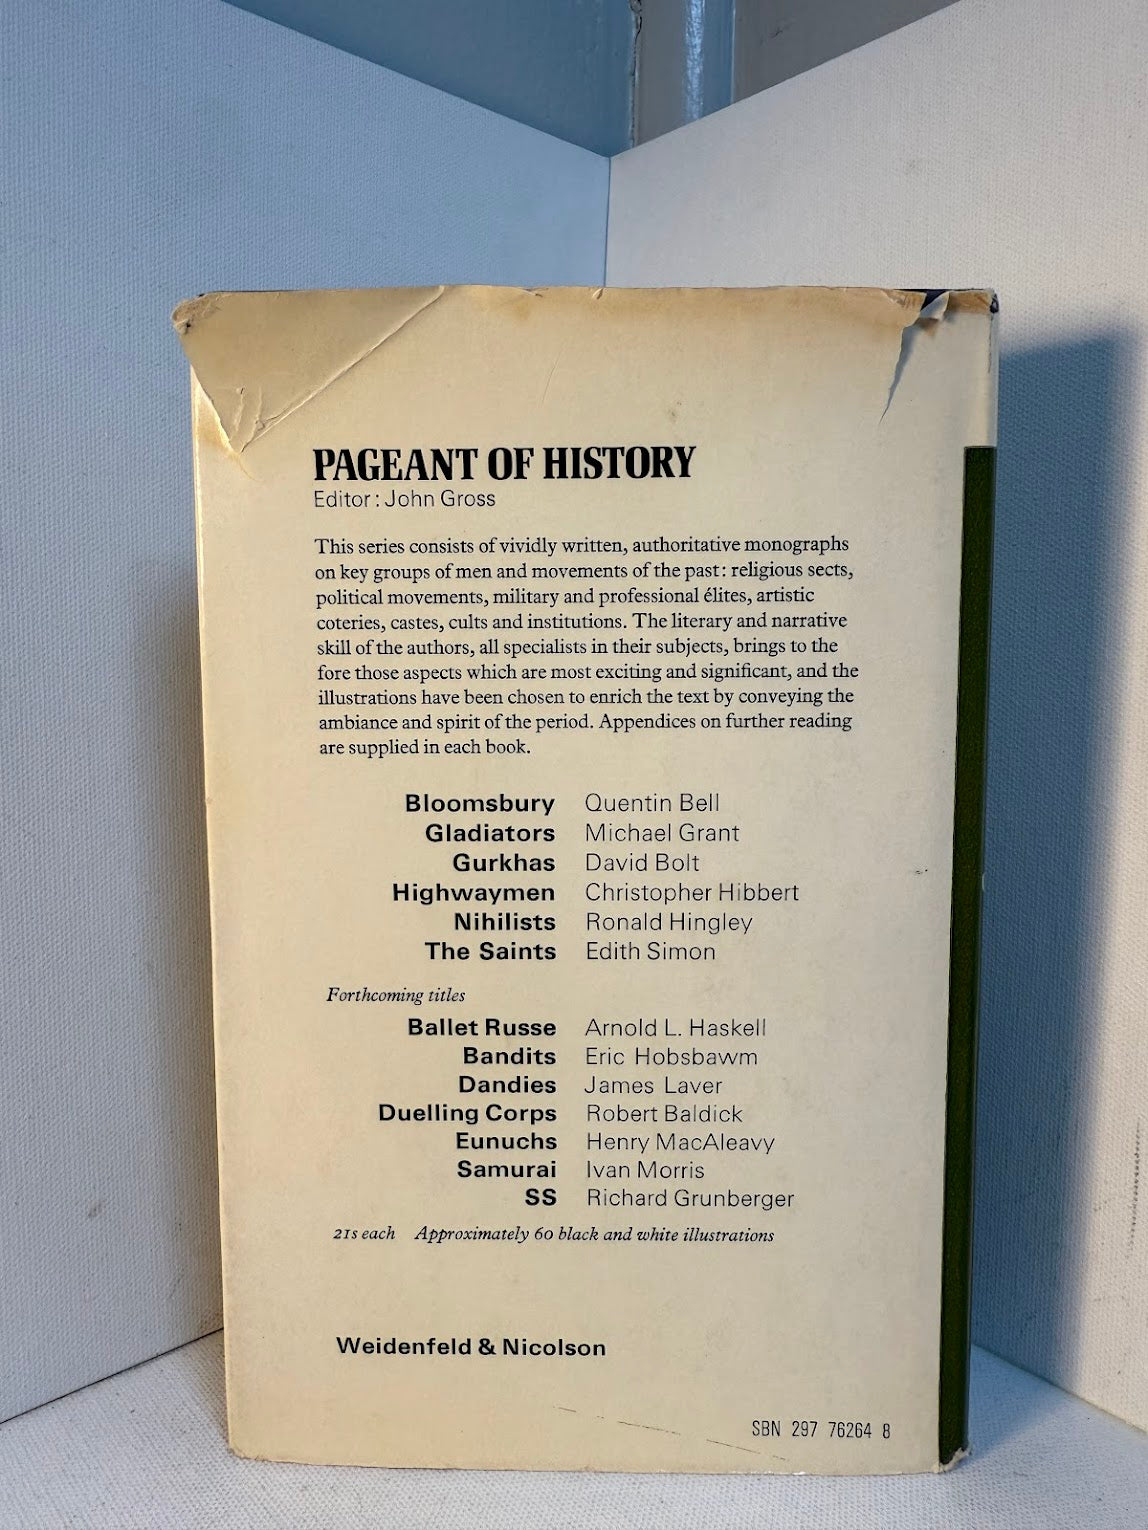 PAGEANT OF HISTORY
Editor: John Gross
This series consists of vividly written, authoritative monographs
on key groups of men and movements of the past: religious sects,
political movements, military and professional élites, artistic
coteries, castes, cults and institutions. The literary and narrative
skill of the authors, all specialists in their subjects, brings to the
fore those aspects which are most exciting and significant, and the
illustrations have been chosen to enrich the text by conveying the
ambiance and spirit of the period. Appendices on further reading
are supplied in each book.
Bloomsbury Quentin Bell
Gladiators Michael Grant
Gurkhas David Bolt
Highwaymen Christopher Hibbert
Nihilists Ronald Hingley
The Saints Edith Simon
Forthcoming titles
Ballet Russe Arnold L. Haskell
Bandits Eric Hobsbawm
Dandies James Laver
Duelling Corps Robert Baldick
Eunuchs Henry MacAleavy
Samurai Ivan Morris
SS Richard Grunberger
21s each Approximately 60 black and white illustrations
Weidenfeld & Nicolson
SBN 297 76264 8